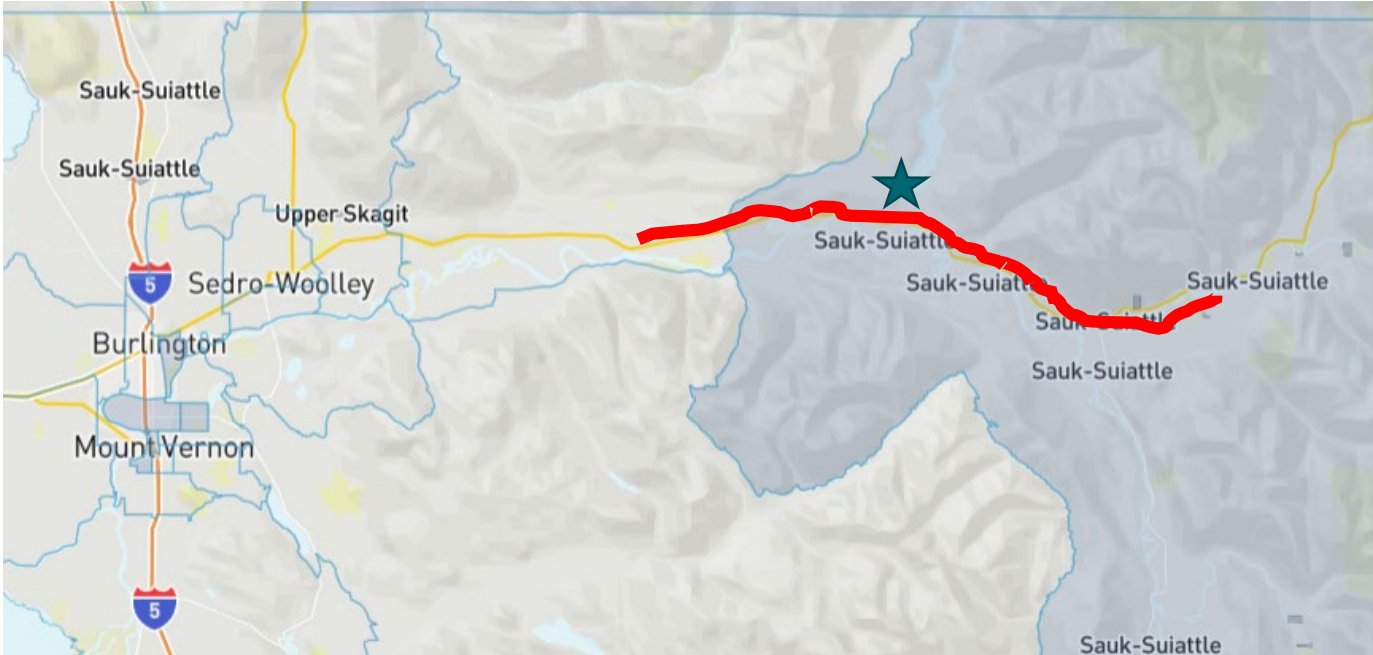 Sauk-Suiattle
Sauk-Suiattle
Upper Skagit
Sauk-Suiattle
5
Sedro-Woolley
Sauk-Suiattle
Sauk-Suiattle
Sauk-Suiattle
Burlington
Sauk-Suiattle
Mount Vernon
5
Sauk-Suiattle